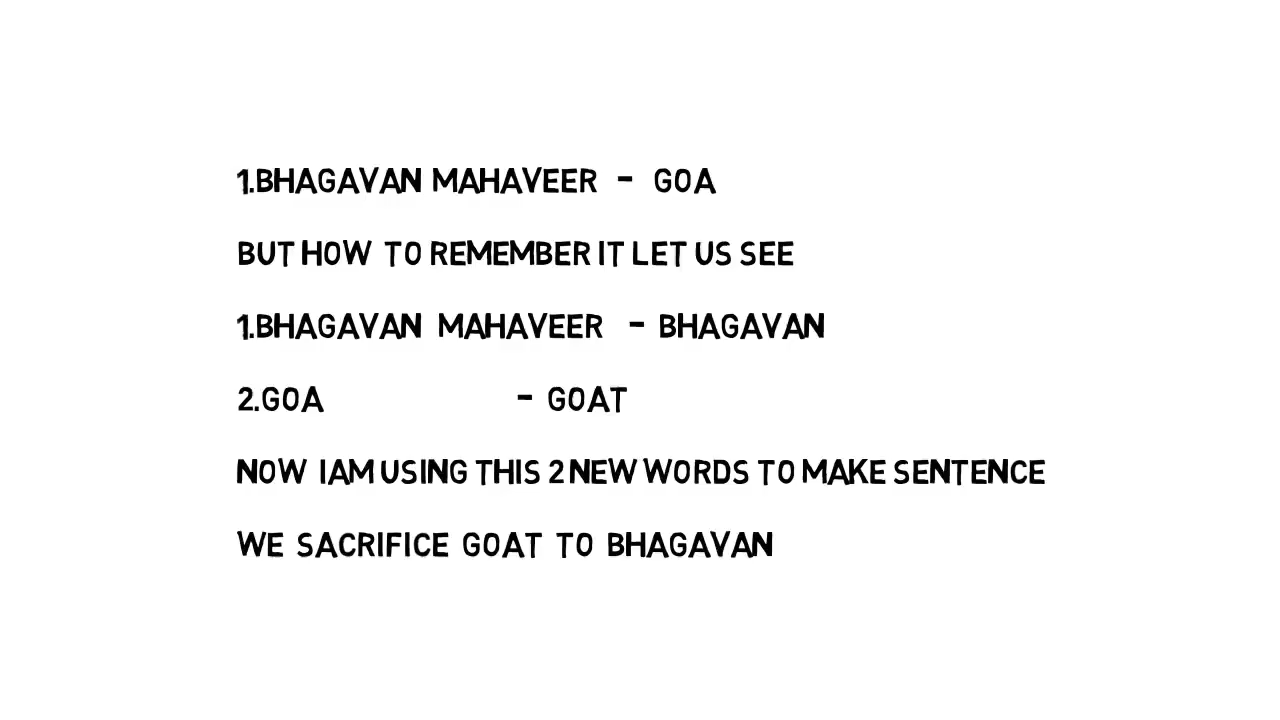 1.BHAGAVAN MAHAVEER - GOA
BUT HOW TO REMEMBER IT LET US SEE
1.BHAGAVAN MAHAVEER - BHAGAVAN
2.GOA - GOAT
NOW I AM USING THIS 2 NEW WORDS TO MAKE SENTENCE
WE SACRIFICE GOAT TO BHAGAVAN